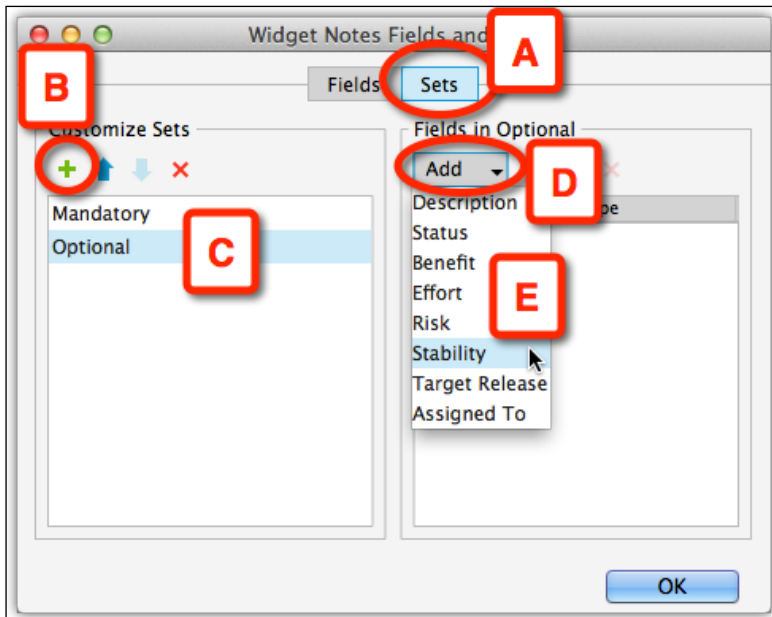 Widget Notes Fields and
A
B
Fields
Sets
Customize Sets
Fields in Optional
Add
D
Mandatory
Optional
C
Description
Status
Benefit
Effort
Risk
Stability
Target Release
Assigned To
E
OK